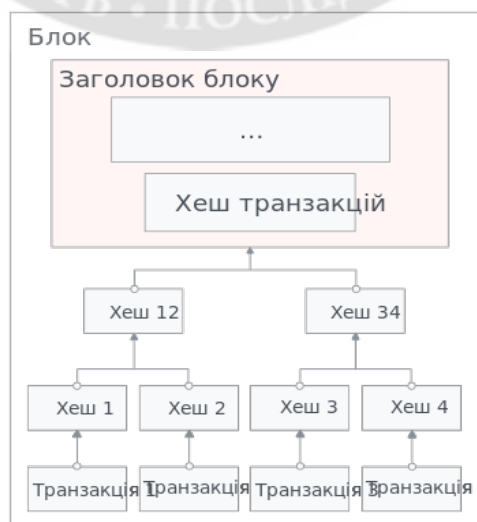 Ь • ПОСЛІ
Блок
Заголовок блоку
...
Хеш транзакцій
Хеш 12 Хеш 34
Хеш 1 Хеш 2 Хеш 3 Хеш 4
Транзакція 1 Транзакція Транзакція 3 Транзакція